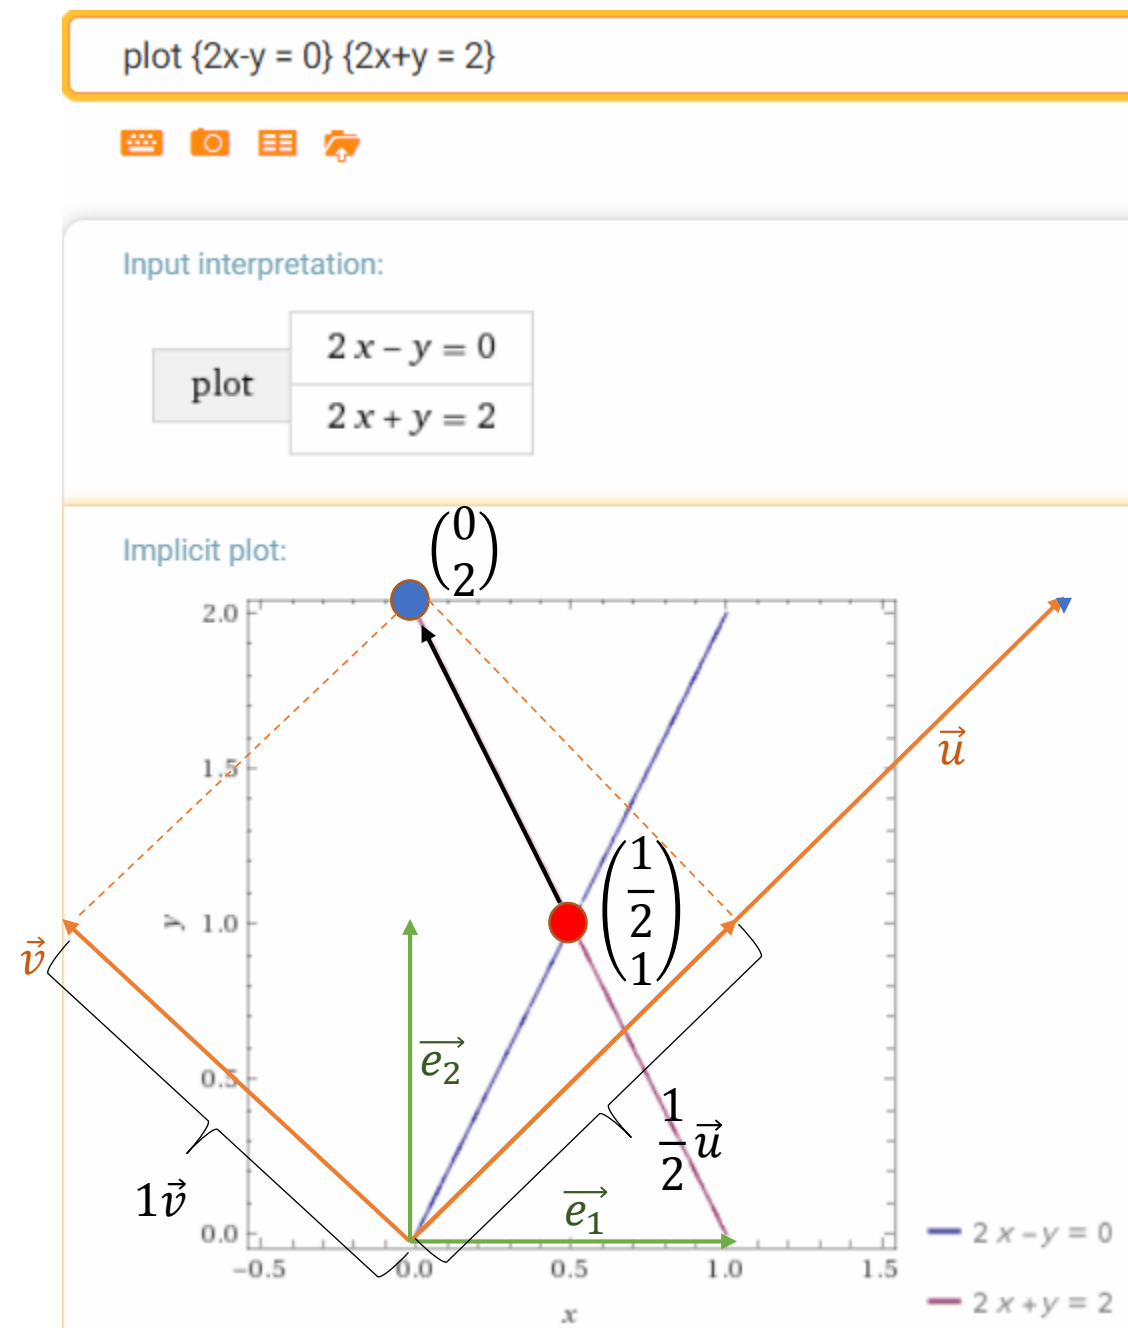 plot {2x-y = 0} {2x+y = 2}
Input interpretation:
plot
2 x – y = 0
2 x + y = 2
Implicit plot:
(0
2)
2.0
1.5
1.0
0.5
0.0
y
−0.5
0.0
0.5
1.0
1.5
x
u⃗
v⃗
(1/2
1)
e₂⃗
e₁⃗
1/2 u⃗
1v⃗
2 x – y = 0
2 x + y = 2